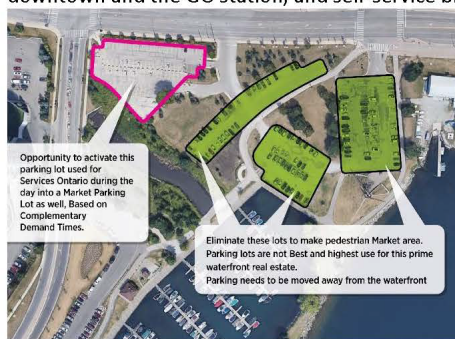 downtown and the GO station, and self-service b
Opportunity to activate this
parking lot used for
Services Ontario during the
day into a Market Parking
Lot as well, Based on
Complementary
Demand Times.
Eliminate these lots to make pedestrian Market area.
Parking lots are not Best and highest use for this prime
waterfront real estate.
Parking needs to be moved away from the waterfront